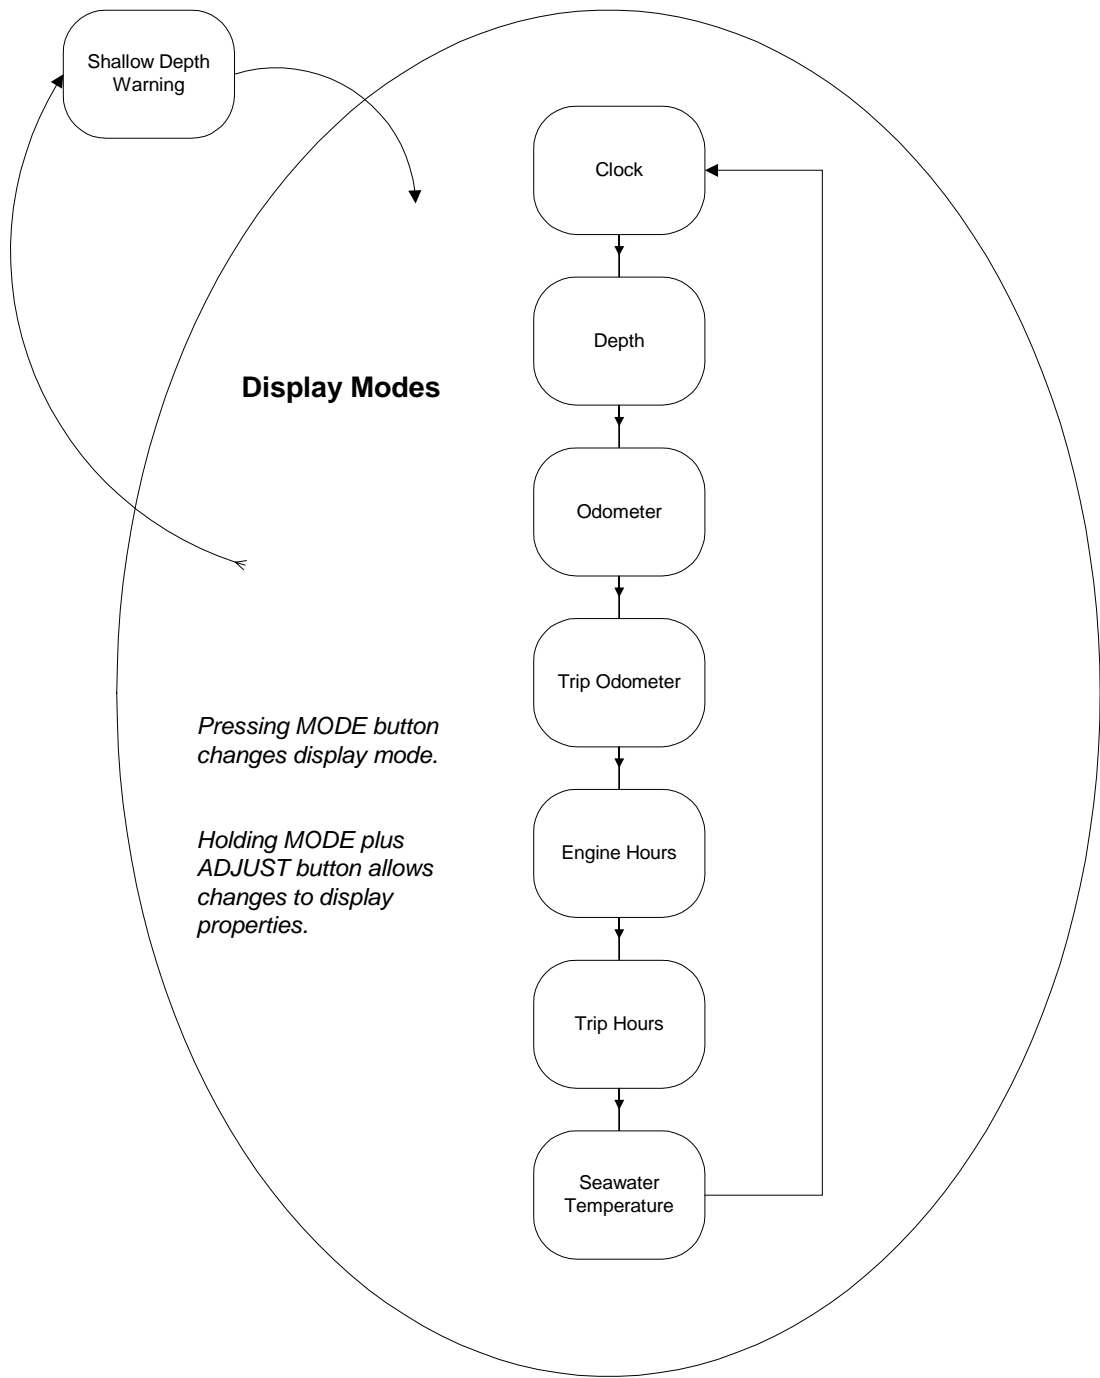 Shallow Depth
Warning
Clock
Depth
Display Modes
Odometer
Trip Odometer
Pressing MODE button
changes display mode.
Holding MODE plus
ADJUST button allows
changes to display
properties.
Engine Hours
Trip Hours
Seawater
Temperature